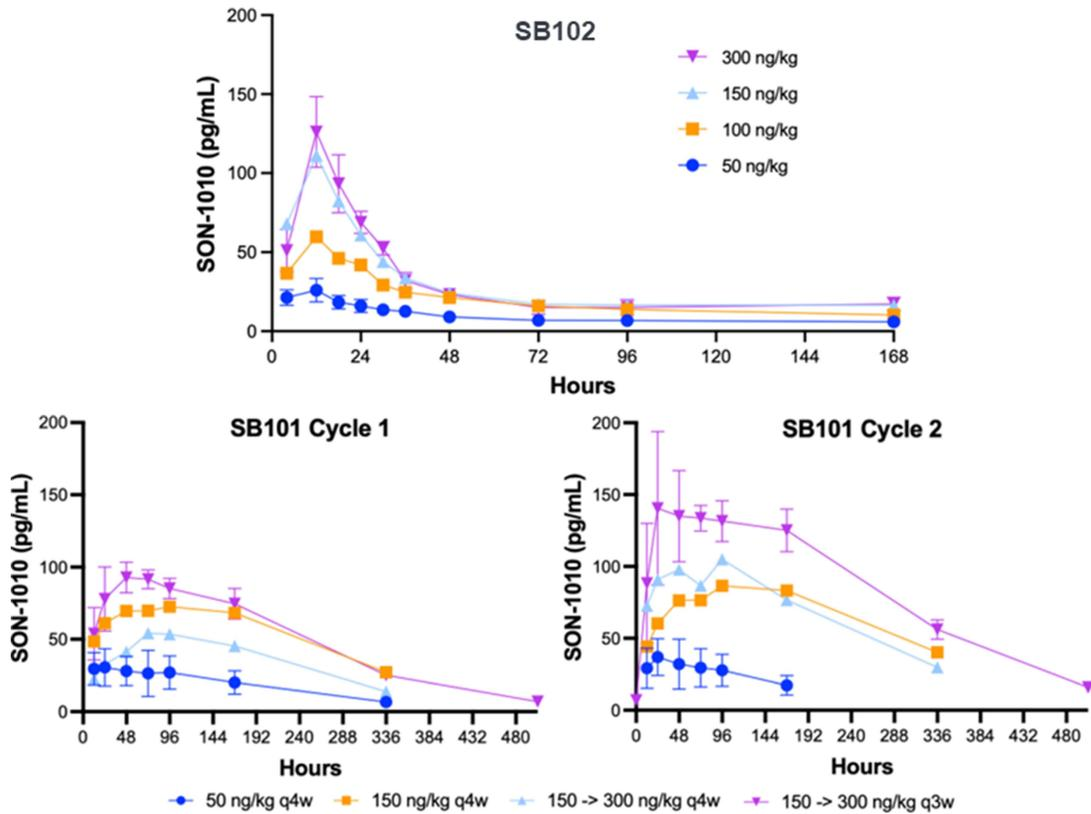 SB102
200
150
100
50
0
SON-1010 (pg/mL)
300 ng/kg
150 ng/kg
100 ng/kg
50 ng/kg
0 24 48 72 96 120 144 168
Hours
SB101 Cycle 1
200
150
100
50
0
SON-1010 (pg/mL)
0 48 96 144 192 240 288 336 384 432 480
Hours
SB101 Cycle 2
200
150
100
50
0
SON-1010 (pg/mL)
0 48 96 144 192 240 288 336 384 432 480
Hours
50 ng/kg q4w 150 ng/kg q4w 150 -> 300 ng/kg q4w 150 -> 300 ng/kg q3w